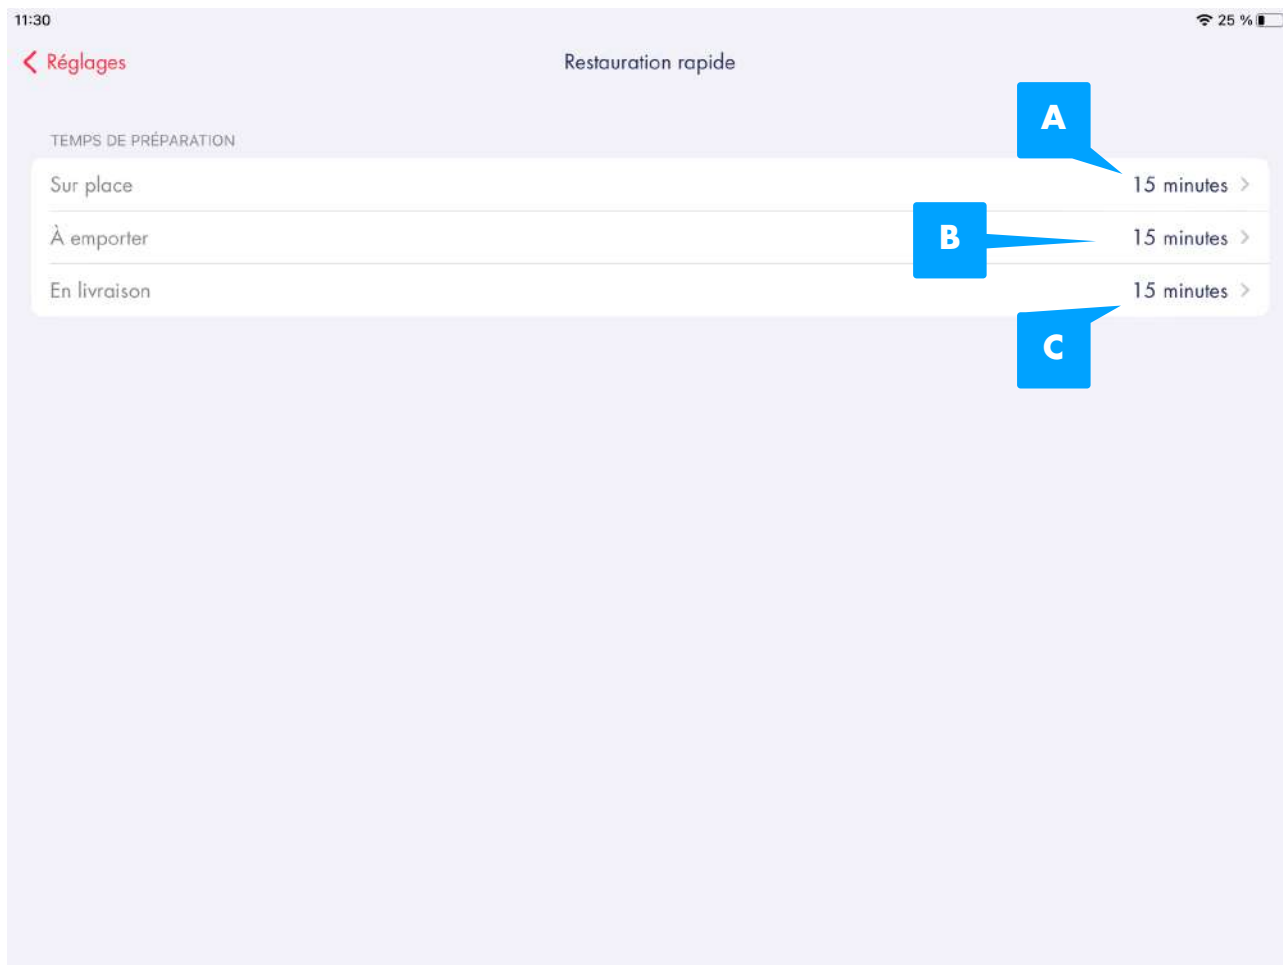 11:30 25 %
Réglages Restauration rapide
A
TEMPS DE PRÉPARATION
Sur place 15 minutes
B
À emporter 15 minutes
En livraison 15 minutes
C